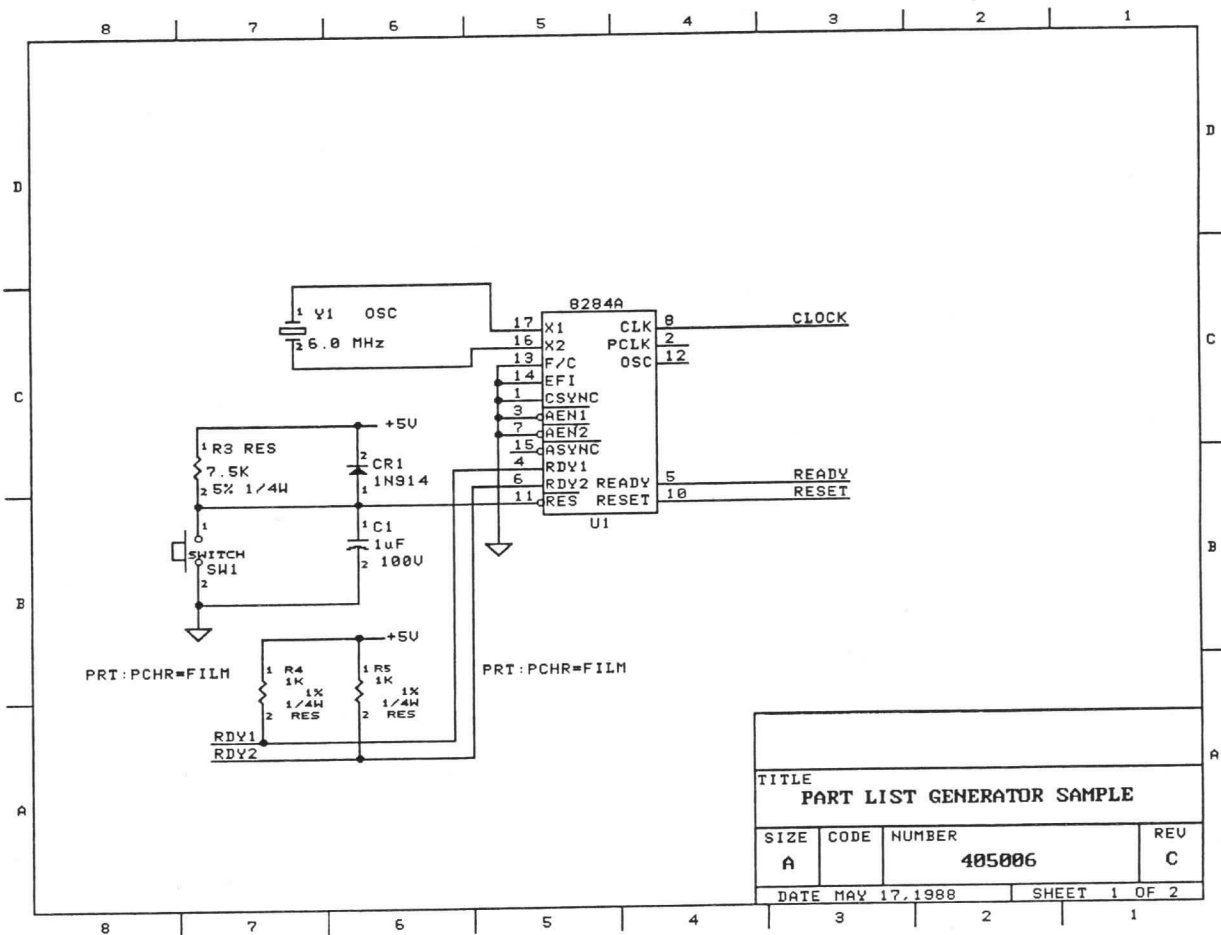 8 7 6 5 4 3 2 1
D
D
C
C
B
B
A
A
1 Y1 OSC
2 6.0 MHz
8284A
17 X1
16 X2
13 F/C
14 EFI
1 CSYNC
3 AEN1
7 AEN2
15 ASYNC
4 RDY1
6 RDY2
11 RES
CLK 8 CLOCK
PCLK 2
OSC 12
READY 5 READY
RESET 10 RESET
U1
+5V
1 R3 RES
7.5K
2 5% 1/4W
2
CR1
1N914
1
1
SWITCH
SW1
2
1 C1
1uF
2 100V
+5V
PRT:PCHR=FILM
1 R4
1K
1%
1/4W
2 RES
1 R5
1K
1%
1/4W
2 RES
PRT:PCHR=FILM
RDY1
RDY2
TITLE
PART LIST GENERATOR SAMPLE
SIZE
A
CODE
NUMBER
405006
REV
C
DATE MAY 17,1988
SHEET 1 OF 2
8 7 6 5 4 3 2 1